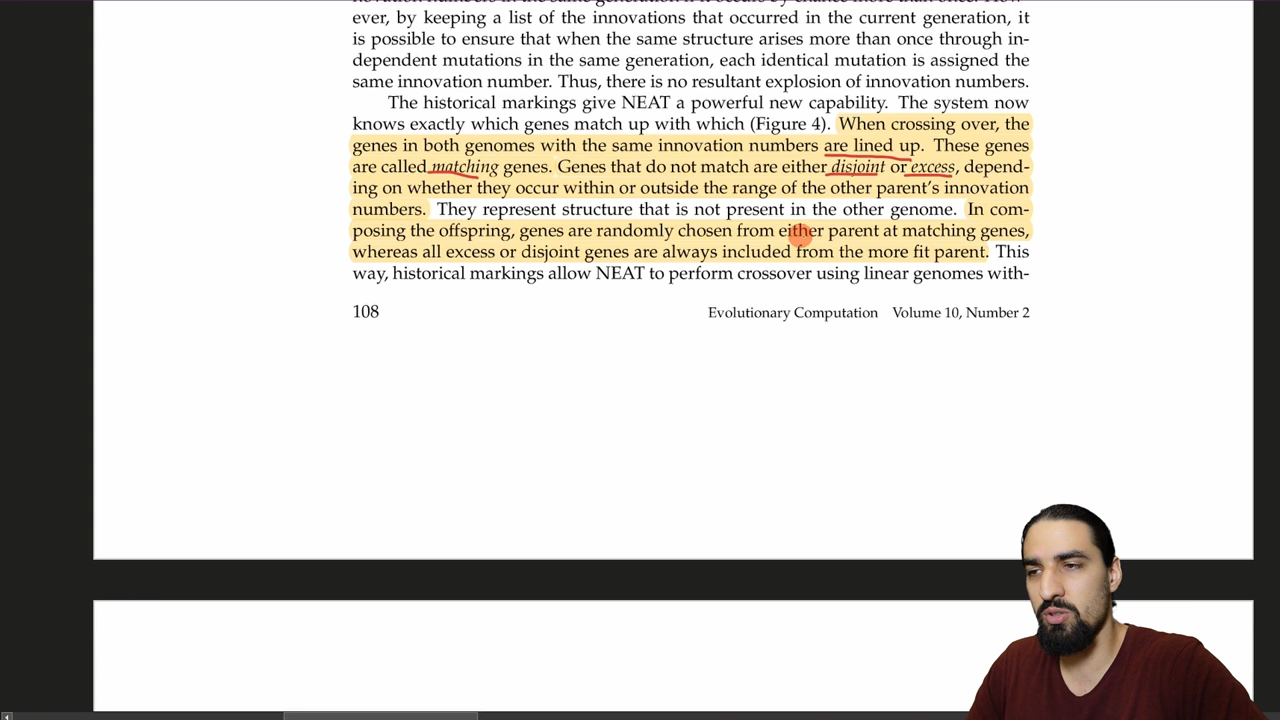 ever, by keeping a list of the innovations that occurred in the current generation, it
is possible to ensure that when the same structure arises more than once through in-
dependent mutations in the same generation, each identical mutation is assigned the
same innovation number. Thus, there is no resultant explosion of innovation numbers.
The historical markings give NEAT a powerful new capability. The system now
knows exactly which genes match up with which (Figure 4). When crossing over, the
genes in both genomes with the same innovation numbers are lined up. These genes
are called matching genes. Genes that do not match are either disjoint or excess, depend-
ing on whether they occur within or outside the range of the other parent's innovation
numbers. They represent structure that is not present in the other genome. In com-
posing the offspring, genes are randomly chosen from either parent at matching genes,
whereas all excess or disjoint genes are always included from the more fit parent. This
way, historical markings allow NEAT to perform crossover using linear genomes with-
108 Evolutionary Computation Volume 10, Number 2